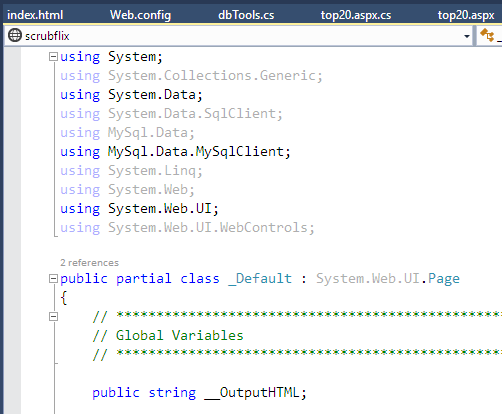 index.html Web.config dbTools.cs top20.aspx.cs top20.aspx
scrubflix
using System;
using System.Collections.Generic;
using System.Data;
using System.Data.SqlClient;
using MySql.Data;
using MySql.Data.MySqlClient;
using System.Linq;
using System.Web;
using System.Web.UI;
using System.Web.UI.WebControls;
2 references
public partial class _Default : System.Web.UI.Page
{
// ************************************************
// Global Variables
// ************************************************
public string __OutputHTML;